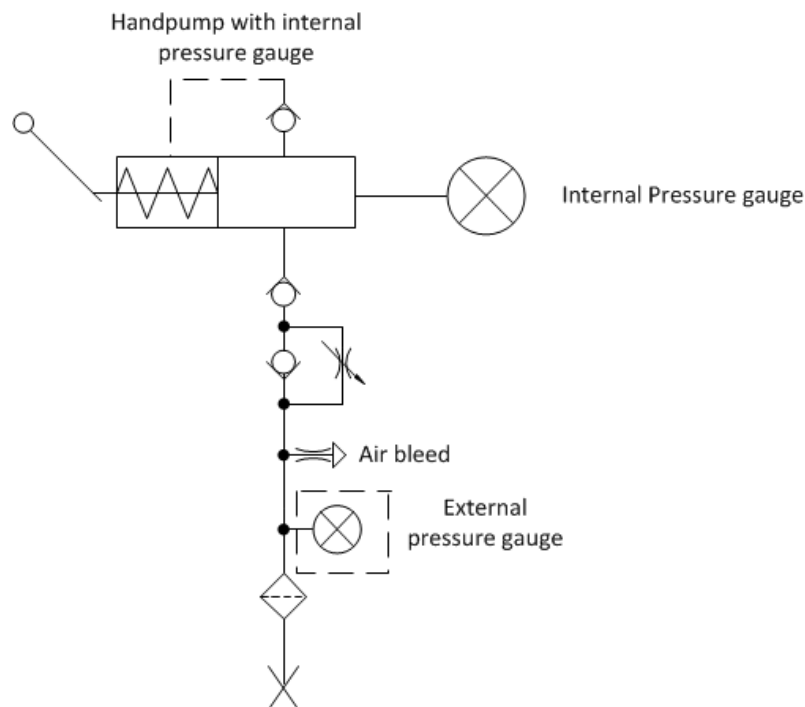 Handpump with internal
pressure gauge
Internal Pressure gauge
Air bleed
External
pressure gauge